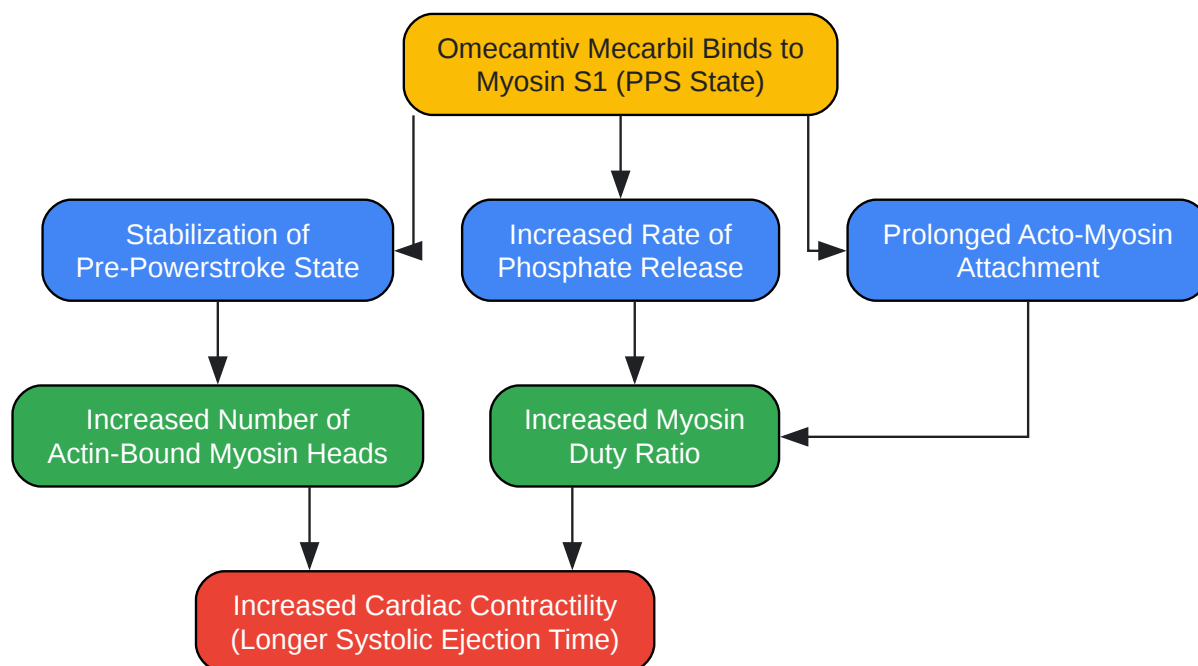 Omecamtiv Mecarbil Binds to
Myosin S1 (PPS State)
Stabilization of
Pre-Powerstroke State
Increased Rate of
Phosphate Release
Prolonged Acto-Myosin
Attachment
Increased Number of
Actin-Bound Myosin Heads
Increased Myosin
Duty Ratio
Increased Cardiac Contractility
(Longer Systolic Ejection Time)